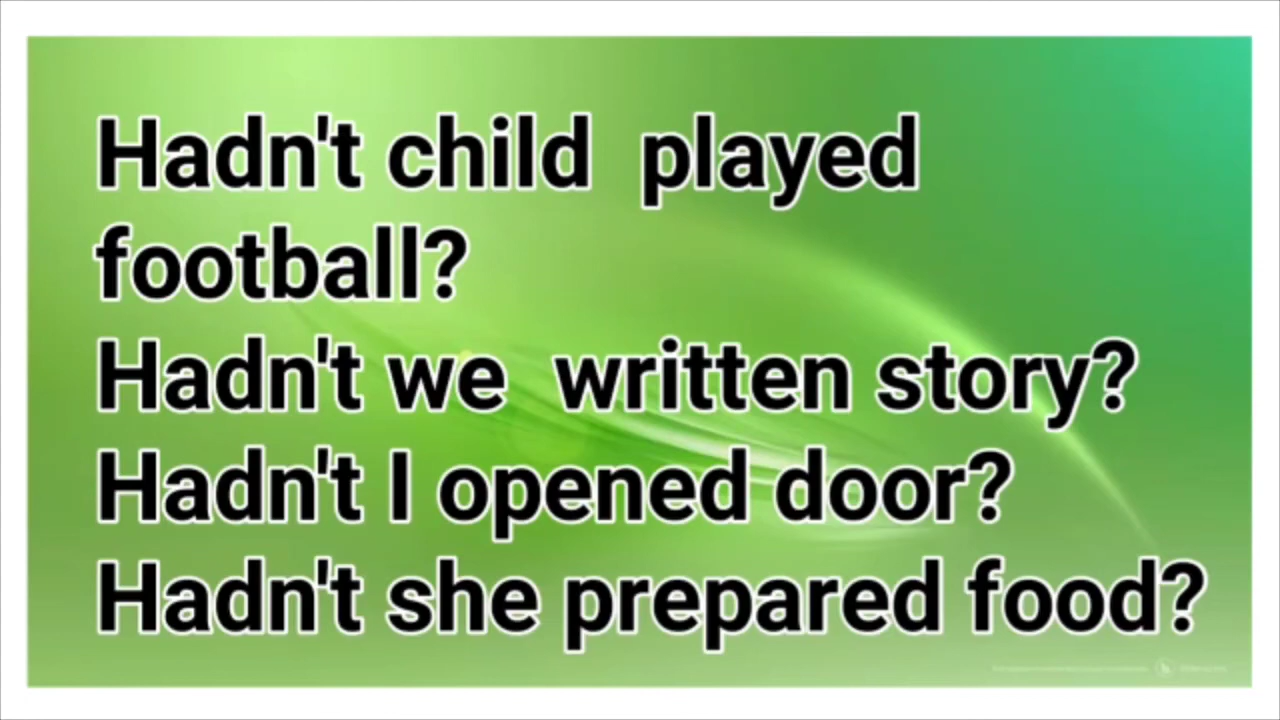 Hadn't child  played
football?
Hadn't we  written story?
Hadn't I opened door?
Hadn't she prepared food?